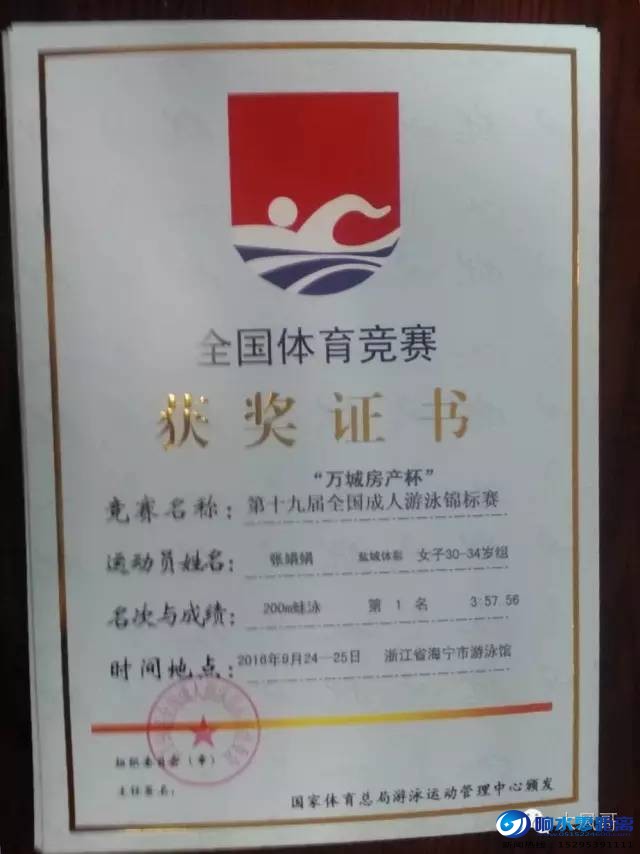 全国体育竞赛
获奖证书
“万城房产杯”
竞赛名称：第十九届全国成人游泳锦标赛
运动员姓名：张娟娟 盐城体彩 女子30-34岁组
名次与成绩：200m蛙泳 第1名 3:57.56
时间地点：2016年9月24—25日 浙江省海宁市游泳馆
组织委员会（章）
主任签名：
国家体育总局游泳运动管理中心颁发